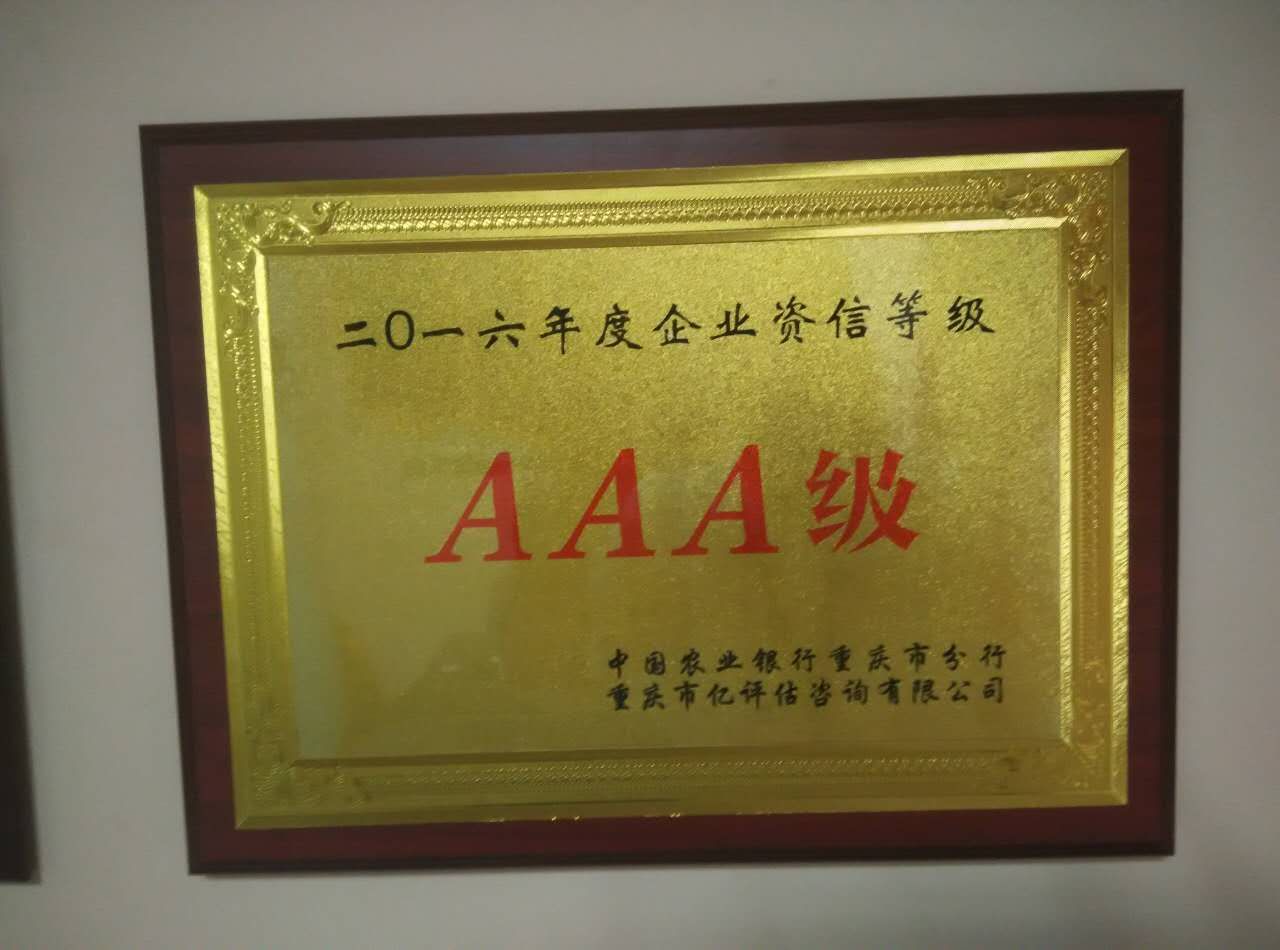 二〇一六年度企业资信等级
AAA级
中国农业银行重庆市分行
重庆市亿评估咨询有限公司